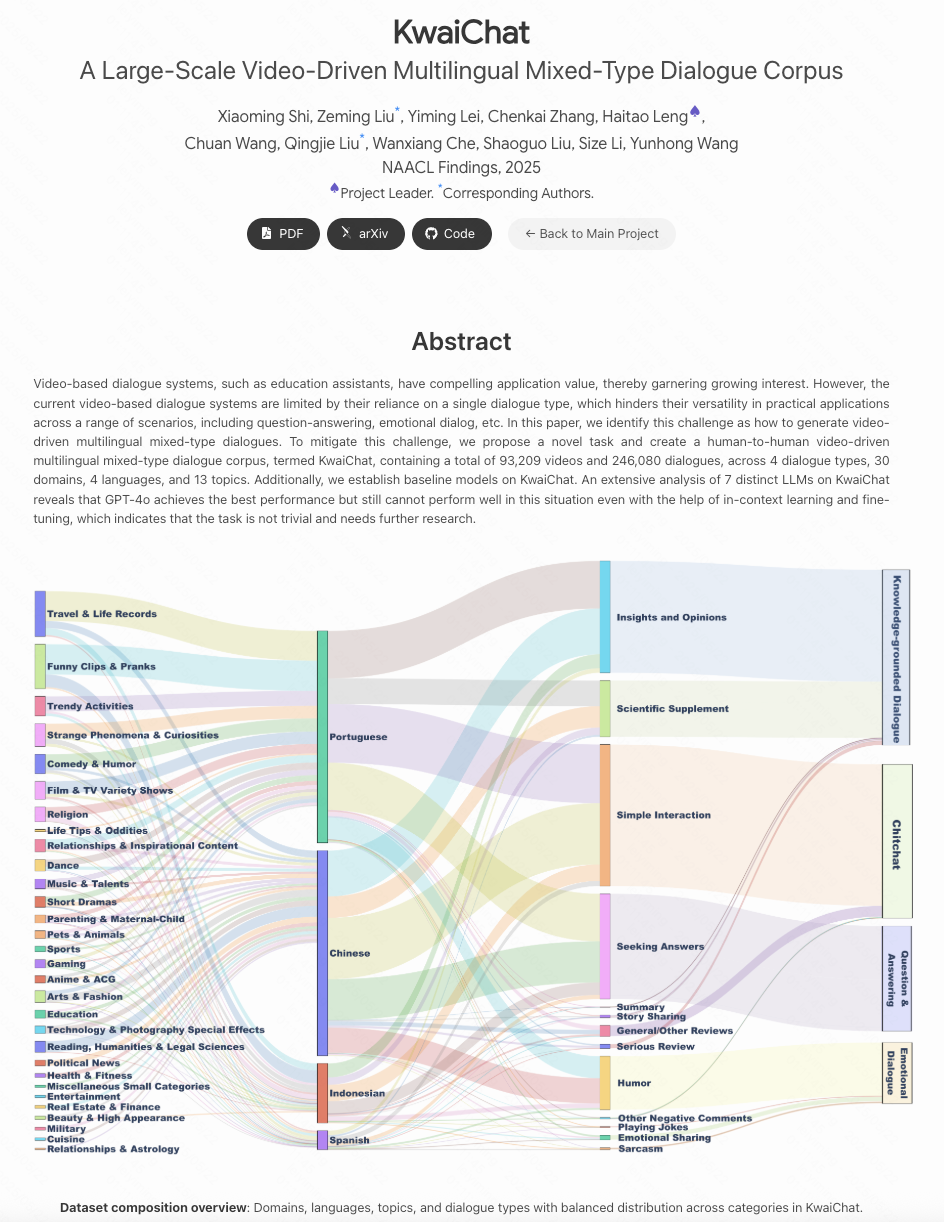 KwaiChat
A Large-Scale Video-Driven Multilingual Mixed-Type Dialogue Corpus
Xiaoming Shi, Zeming Liu*, Yiming Lei, Chenkai Zhang, Haitao Leng♠,
Chuan Wang, Qingjie Liu*, Wanxiang Che, Shaoguo Liu, Size Li, Yunhong Wang
NAACL Findings, 2025
♠Project Leader. *Corresponding Authors.
PDF
arXiv
Code
← Back to Main Project
Abstract
Video-based dialogue systems, such as education assistants, have compelling application value, thereby garnering growing interest. However, the
current video-based dialogue systems are limited by their reliance on a single dialogue type, which hinders their versatility in practical applications
across a range of scenarios, including question-answering, emotional dialog, etc. In this paper, we identify this challenge as how to generate video-
driven multilingual mixed-type dialogues. To mitigate this challenge, we propose a novel task and create a human-to-human video-driven
multilingual mixed-type dialogue corpus, termed KwaiChat, containing a total of 93,209 videos and 246,080 dialogues, across 4 dialogue types, 30
domains, 4 languages, and 13 topics. Additionally, we establish baseline models on KwaiChat. An extensive analysis of 7 distinct LLMs on KwaiChat
reveals that GPT-4o achieves the best performance but still cannot perform well in this situation even with the help of in-context learning and fine-
tuning, which indicates that the task is not trivial and needs further research.
Travel & Life Records
Funny Clips & Pranks
Trendy Activities
Strange Phenomena & Curiosities
Comedy & Humor
Film & TV Variety Shows
Religion
Life Tips & Oddities
Relationships & Inspirational Content
Dance
Music & Talents
Short Dramas
Parenting & Maternal-Child
Pets & Animals
Sports
Gaming
Anime & ACG
Arts & Fashion
Education
Technology & Photography Special Effects
Reading, Humanities & Legal Sciences
Political News
Health & Fitness
Miscellaneous Small Categories
Entertainment
Real Estate & Finance
Beauty & High Appearance
Military
Cuisine
Relationships & Astrology
Portuguese
Chinese
Indonesian
Spanish
Insights and Opinions
Scientific Supplement
Simple Interaction
Seeking Answers
Summary
Story Sharing
General/Other Reviews
Serious Review
Humor
Other Negative Comments
Playing Jokes
Emotional Sharing
Sarcasm
Knowledge-grounded Dialogue
Chitchat
Question &
Answering
Emotional
Dialogue
Dataset composition overview: Domains, languages, topics, and dialogue types with balanced distribution across categories in KwaiChat.